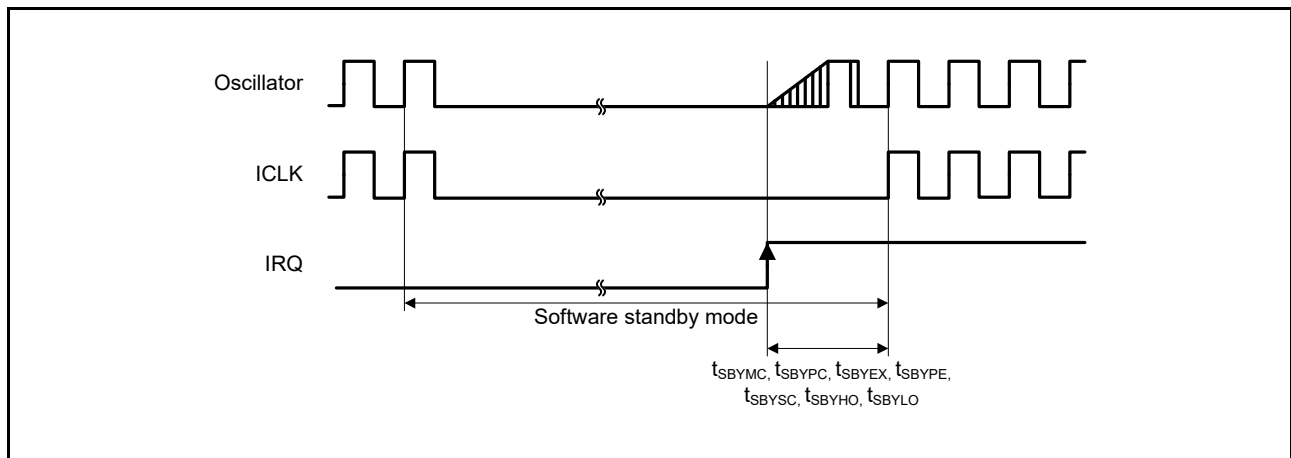 Oscillator
ICLK
IRQ
Software standby mode
tSBYMC, tSBYPC, tSBYEX, tSBYPE,
tSBYSC, tSBYHO, tSBYLO